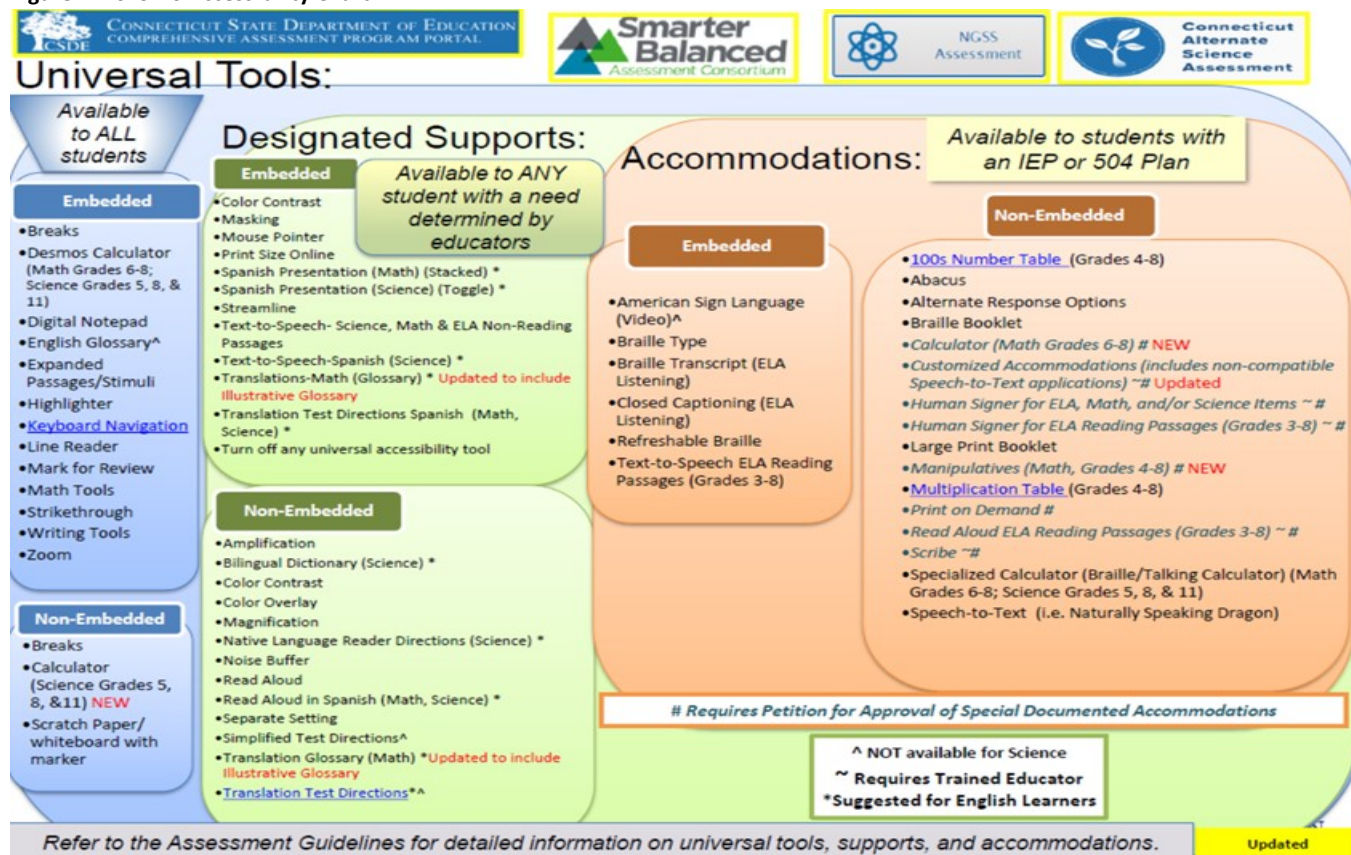 CSDE
CONNECTICUT STATE DEPARTMENT OF EDUCATION
COMPREHENSIVE ASSESSMENT PROGRAM PORTAL
Smarter
Balanced
Assessment Consortium
NGSS
Assessment
Connecticut
Alternate
Science
Assessment
Universal Tools:
Available
to ALL
students
Embedded
•Breaks
•Desmos Calculator
(Math Grades 6-8;
Science Grades 5, 8, &
11)
•Digital Notepad
•English Glossary^
•Expanded
Passages/Stimuli
•Highlighter
•Keyboard Navigation
•Line Reader
•Mark for Review
•Math Tools
•Strikethrough
•Writing Tools
•Zoom
Non-Embedded
•Breaks
•Calculator
(Science Grades 5,
8, &11) NEW
•Scratch Paper/
whiteboard with
marker
Designated Supports:
Embedded
Available to ANY
student with a need
determined by
educators
•Color Contrast
•Masking
•Mouse Pointer
•Print Size Online
•Spanish Presentation (Math) (Stacked) *
•Spanish Presentation (Science) (Toggle) *
•Streamline
•Text-to-Speech- Science, Math & ELA Non-Reading
Passages
•Text-to-Speech-Spanish (Science) *
•Translations-Math (Glossary) * Updated to include
Illustrative Glossary
•Translation Test Directions Spanish (Math,
Science) *
•Turn off any universal accessibility tool
Non-Embedded
•Amplification
•Bilingual Dictionary (Science) *
•Color Contrast
•Color Overlay
•Magnification
•Native Language Reader Directions (Science) *
•Noise Buffer
•Read Aloud
•Read Aloud in Spanish (Math, Science) *
•Separate Setting
•Simplified Test Directions^
•Translation Glossary (Math) *Updated to include
Illustrative Glossary
•Translation Test Directions*^
Accommodations:
Available to students with
an IEP or 504 Plan
Embedded
•American Sign Language
(Video)^
•Braille Type
•Braille Transcript (ELA
Listening)
•Closed Captioning (ELA
Listening)
•Refreshable Braille
•Text-to-Speech ELA Reading
Passages (Grades 3-8)
Non-Embedded
•100s Number Table (Grades 4-8)
•Abacus
•Alternate Response Options
•Braille Booklet
•Calculator (Math Grades 6-8) # NEW
•Customized Accommodations (includes non-compatible
Speech-to-Text applications) ~# Updated
•Human Signer for ELA, Math, and/or Science Items ~ #
•Human Signer for ELA Reading Passages (Grades 3-8) ~ #
•Large Print Booklet
•Manipulatives (Math, Grades 4-8) # NEW
•Multiplication Table (Grades 4-8)
•Print on Demand #
•Read Aloud ELA Reading Passages (Grades 3-8) ~ #
•Scribe ~#
•Specialized Calculator (Braille/Talking Calculator) (Math
Grades 6-8; Science Grades 5, 8, & 11)
•Speech-to-Text (i.e. Naturally Speaking Dragon)
# Requires Petition for Approval of Special Documented Accommodations
^ NOT available for Science
~ Requires Trained Educator
*Suggested for English Learners
Refer to the Assessment Guidelines for detailed information on universal tools, supports, and accommodations.
Updated